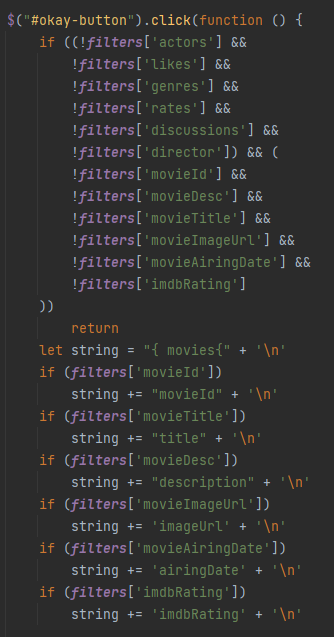 $("#okay-button").click(function () {
    if ((!filters['actors'] &&
        !filters['likes'] &&
        !filters['genres'] &&
        !filters['rates'] &&
        !filters['discussions'] &&
        !filters['director']) && (
        !filters['movieId'] &&
        !filters['movieDesc'] &&
        !filters['movieTitle'] &&
        !filters['movieImageUrl'] &&
        !filters['movieAiringDate'] &&
        !filters['imdbRating']
    ))
        return
    let string = "{ movies{" + '\n'
    if (filters['movieId'])
        string += "movieId" + '\n'
    if (filters['movieTitle'])
        string += "title" + '\n'
    if (filters['movieDesc'])
        string += "description" + '\n'
    if (filters['movieImageUrl'])
        string += 'imageUrl' + '\n'
    if (filters['movieAiringDate'])
        string += 'airingDate' + '\n'
    if (filters['imdbRating'])
        string += 'imdbRating' + '\n'